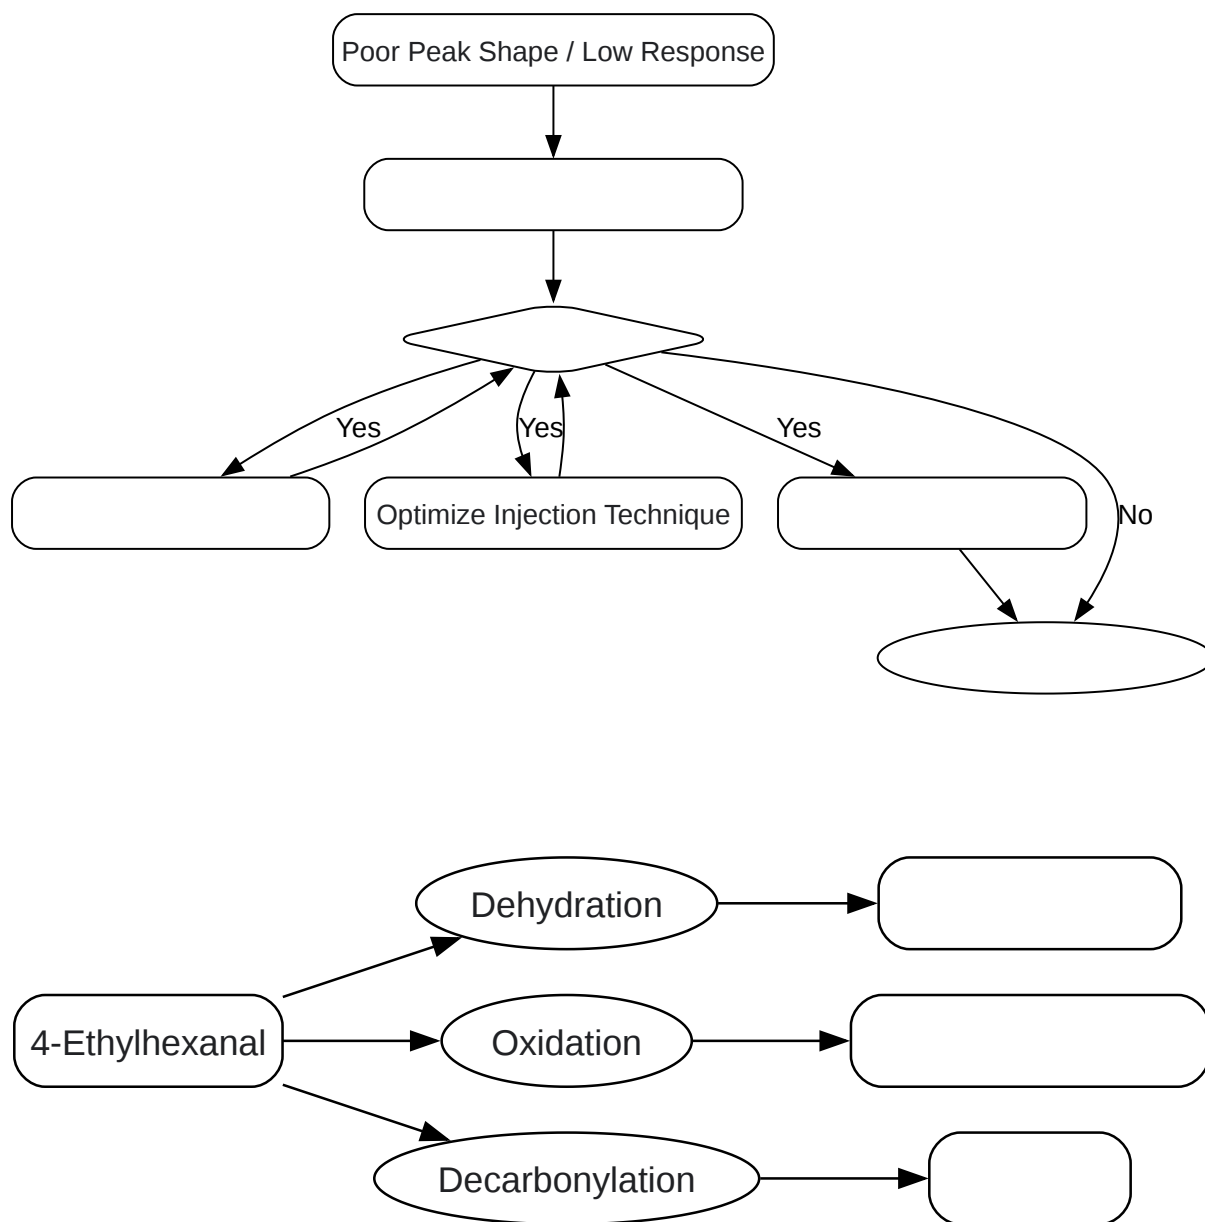 Poor Peak Shape / Low Response
Yes
Yes
Yes
Optimize Injection Technique
No
Dehydration
4-Ethylhexanal
Oxidation
Decarbonylation